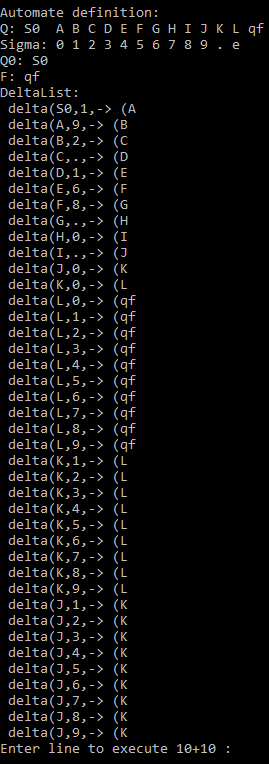 Automate definition:
Q: S0  A B C D E F G H I J K L qf
Sigma: 0 1 2 3 4 5 6 7 8 9 . e
Q0: S0
F: qf
DeltaList:
delta(S0,1,-> (A
delta(A,9,-> (B
delta(B,2,-> (C
delta(C,.,-> (D
delta(D,1,-> (E
delta(E,6,-> (F
delta(F,8,-> (G
delta(G,.,-> (H
delta(H,0,-> (I
delta(I,.,-> (J
delta(J,0,-> (K
delta(K,0,-> (L
delta(L,0,-> (qf
delta(L,1,-> (qf
delta(L,2,-> (qf
delta(L,3,-> (qf
delta(L,4,-> (qf
delta(L,5,-> (qf
delta(L,6,-> (qf
delta(L,7,-> (qf
delta(L,8,-> (qf
delta(L,9,-> (qf
delta(K,1,-> (L
delta(K,2,-> (L
delta(K,3,-> (L
delta(K,4,-> (L
delta(K,5,-> (L
delta(K,6,-> (L
delta(K,7,-> (L
delta(K,8,-> (L
delta(K,9,-> (L
delta(J,1,-> (K
delta(J,2,-> (K
delta(J,3,-> (K
delta(J,4,-> (K
delta(J,5,-> (K
delta(J,6,-> (K
delta(J,7,-> (K
delta(J,8,-> (K
delta(J,9,-> (K
Enter line to execute 10+10 :